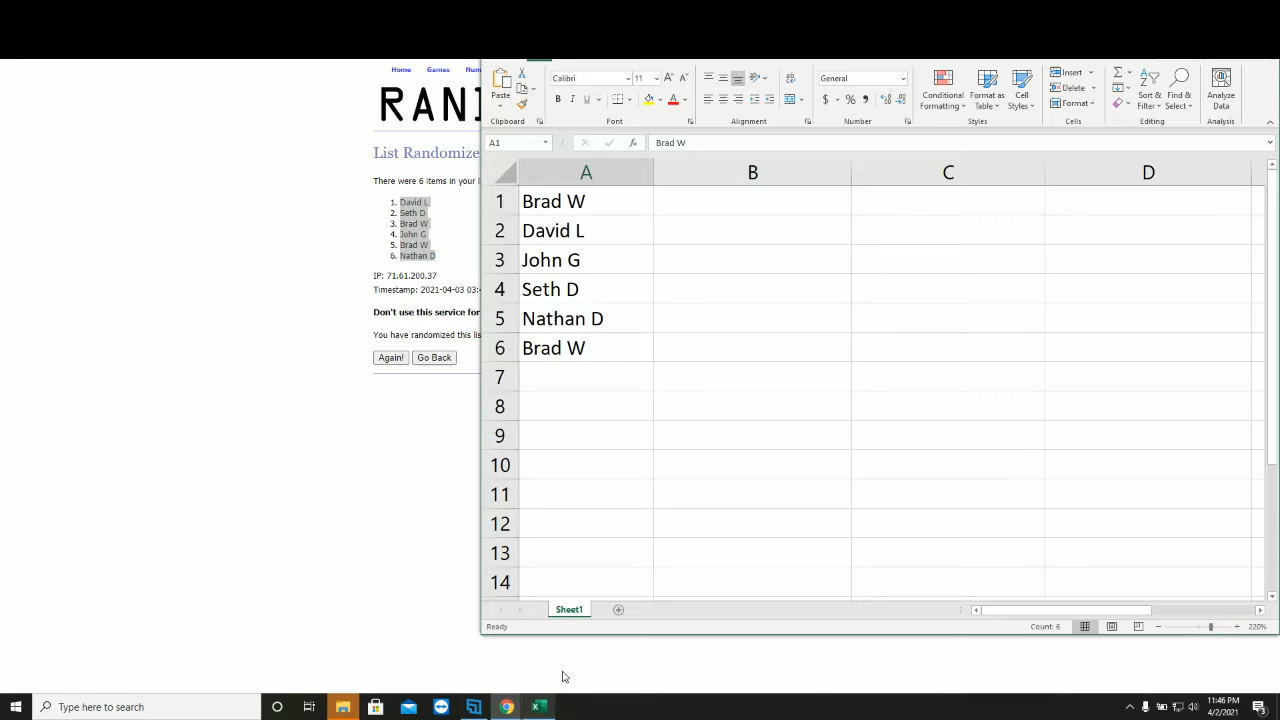 Home Games Num
RAN
List Randomize
There were 6 items in your l
1. David L
2. Seth D
3. Brad W
4. John G
5. Brad W
6. Nathan D
IP: 71.61.200.37
Timestamp: 2021-04-03 03:4
Don't use this service for
You have randomized this lis
Again! Go Back
Paste
Clipboard
Calibri 11 A A
B I U A
Font
Alignment
General
$ % ,
Number
Conditional Formatting
Format as Table
Cell Styles
Styles
Insert
Delete
Format
Cells
Sort & Filter
Find & Select
Editing
Analyze Data
Analysis
A1 fx Brad W
A B C D
1 Brad W
2 David L
3 John G
4 Seth D
5 Nathan D
6 Brad W
7
8
9
10
11
12
13
14
Sheet1
Ready Count: 6 220%
Type here to search
11:46 PM
4/2/2021
3